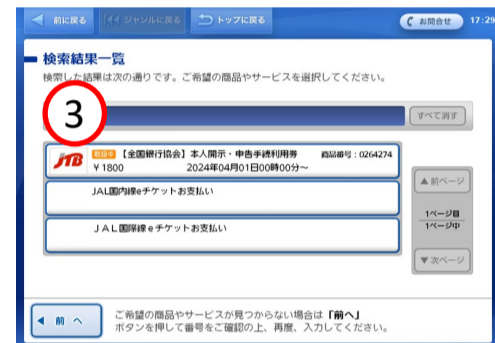 前に戻る ジャンルに戻る トップに戻る お問合せ 17:29
検索結果一覧
検索した結果は次の通りです。ご希望の商品やサービスを選択してください。
3
すべて消す
JTB 取扱中 【全国銀行協会】本人開示・申告手続利用券 商品番号:0264274
¥1800 2024年04月01日00時00分~
JAL国内線eチケットお支払い
JAL国際線eチケットお支払い
▲前ページ
1ページ目
1ページ中
▼次ページ
前へ
ご希望の商品やサービスが見つからない場合は「前へ」
ボタンを押して番号をご確認の上、再度、入力してください。